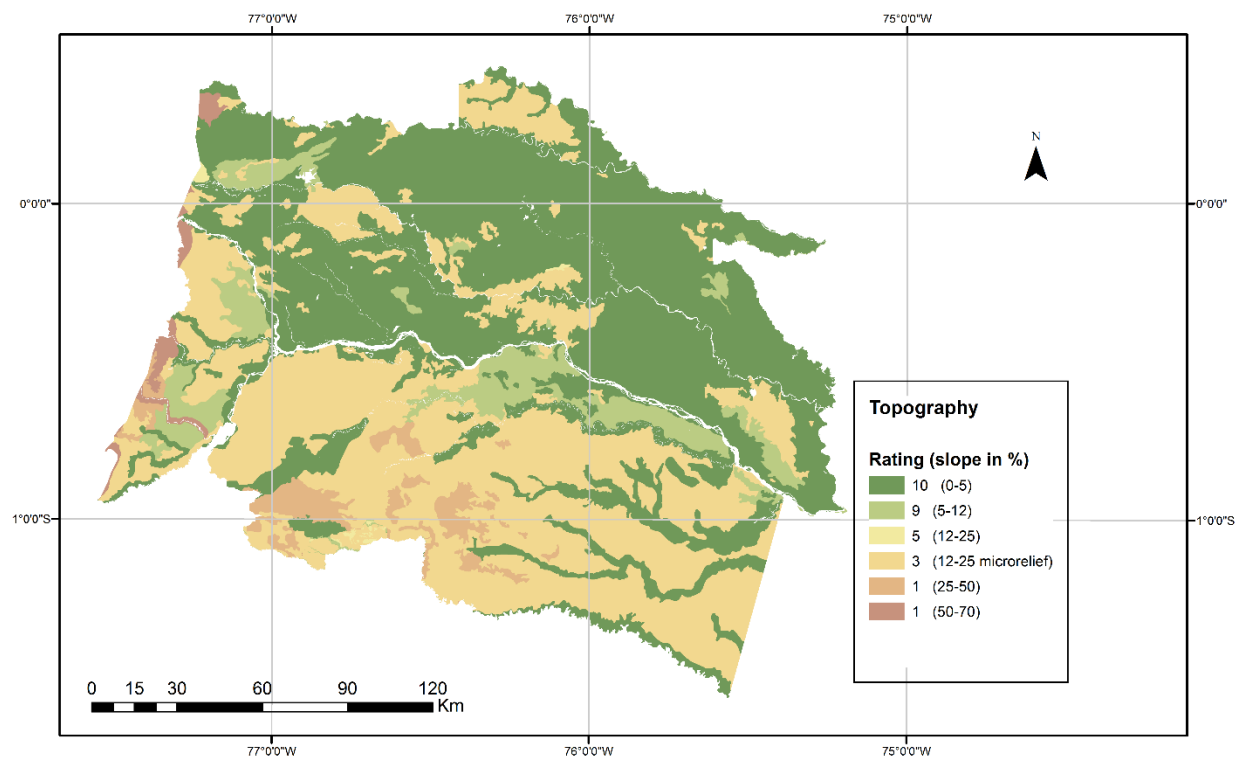 77°0'0"W 76°0'0"W 75°0'0"W
N
0°0'0" 0°0'0"
Topography
Rating (slope in %)
10 (0-5)
9 (5-12)
5 (12-25)
3 (12-25 microrelief)
1 (25-50)
1 (50-70)
1°0'0"S 1°0'0"S
0 15 30 60 90 120
Km
77°0'0"W 76°0'0"W 75°0'0"W